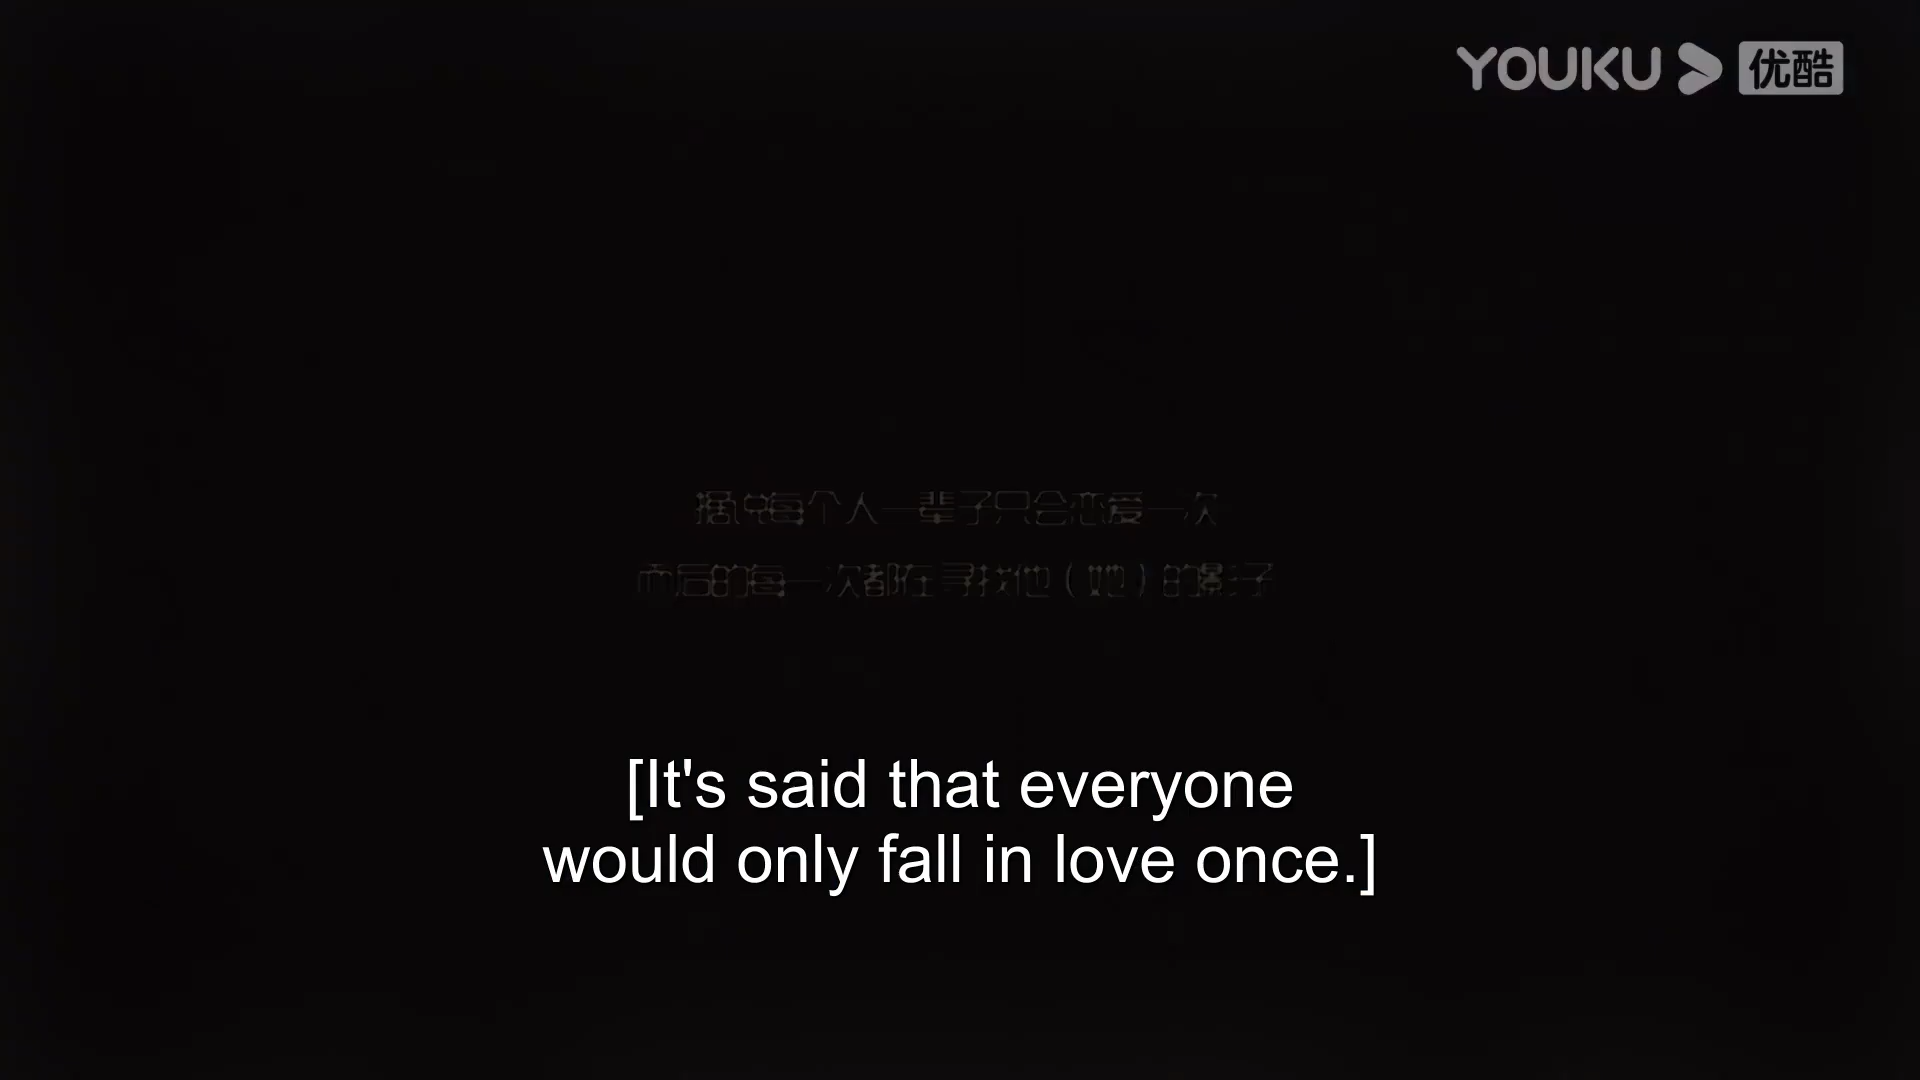 YOUKU 优酷
据说每个人一辈子只会恋爱一次
而后的每一次都在寻找他（她）的影子
[It's said that everyone
would only fall in love once.]